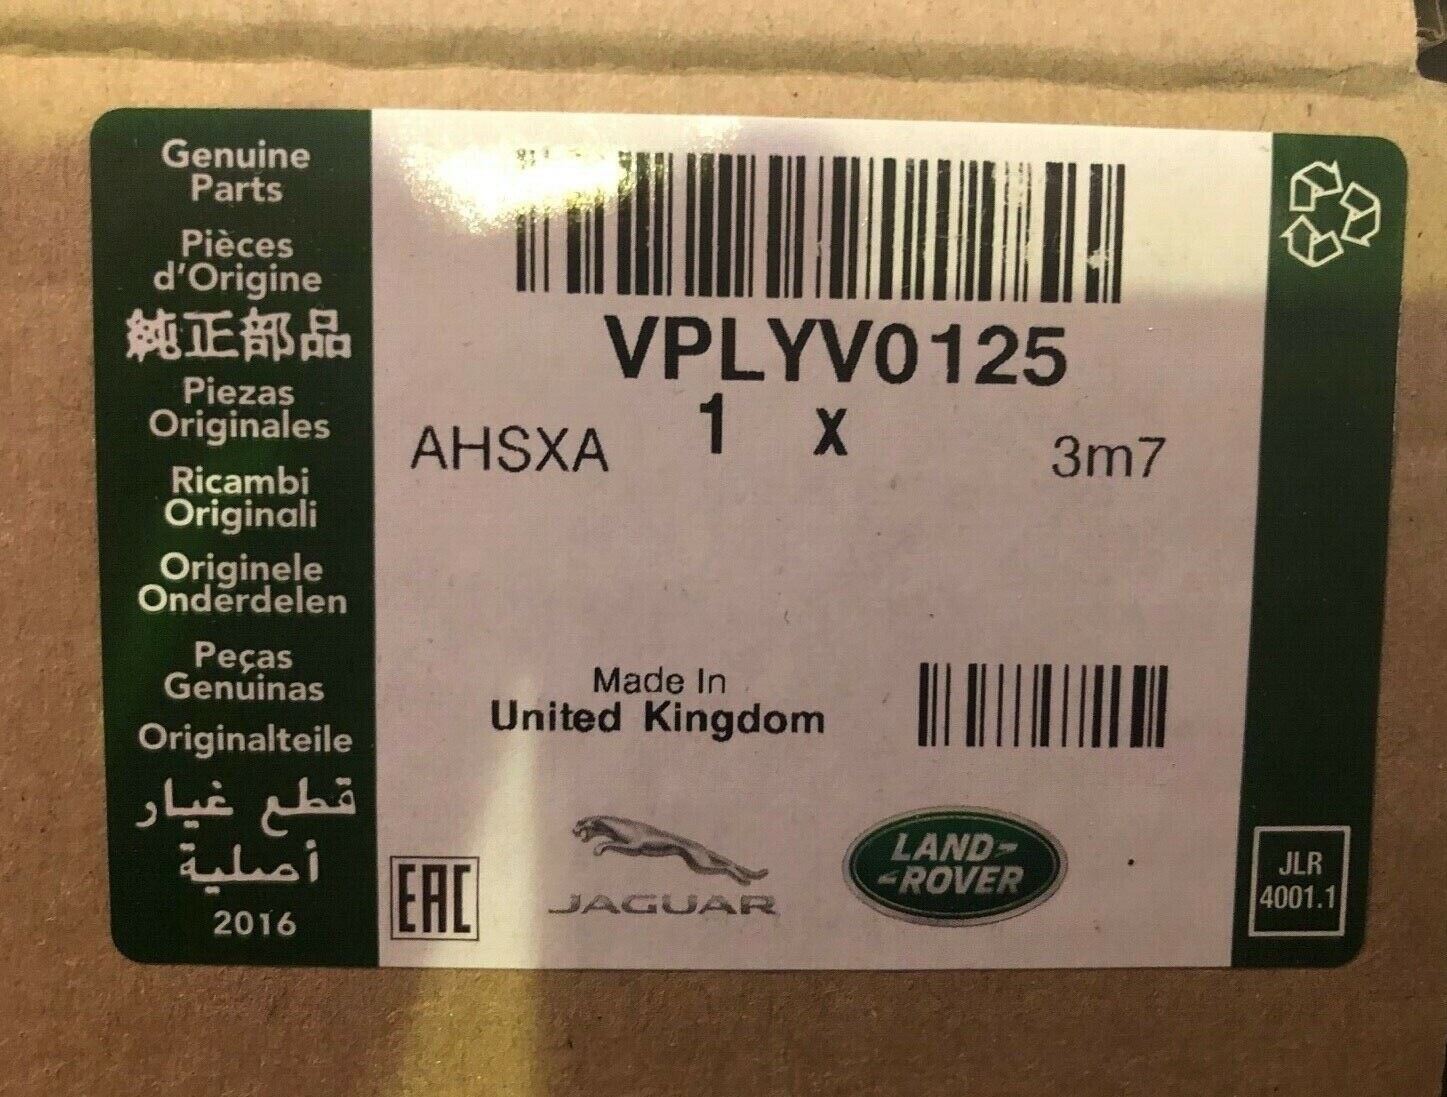 Genuine
Parts
Pièces
d'Origine
純正部品
Piezas
Originales
Ricambi
Originali
Originele
Onderdelen
Peças
Genuinas
Originalteile
قطع غيار
أصلية
2016
VPLYV0125
1 X
AHSXA
3m7
Made In
United Kingdom
EAC
JAGUAR
LAND-
-ROVER
JLR
4001.1